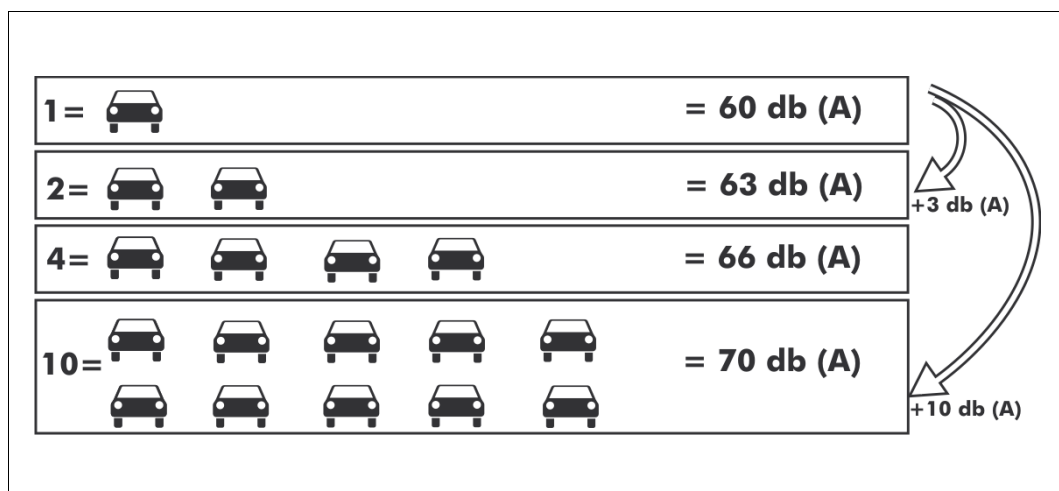 1= = 60 db (A)
2= = 63 db (A)
+3 db (A)
4= = 66 db (A)
10= = 70 db (A)
+10 db (A)